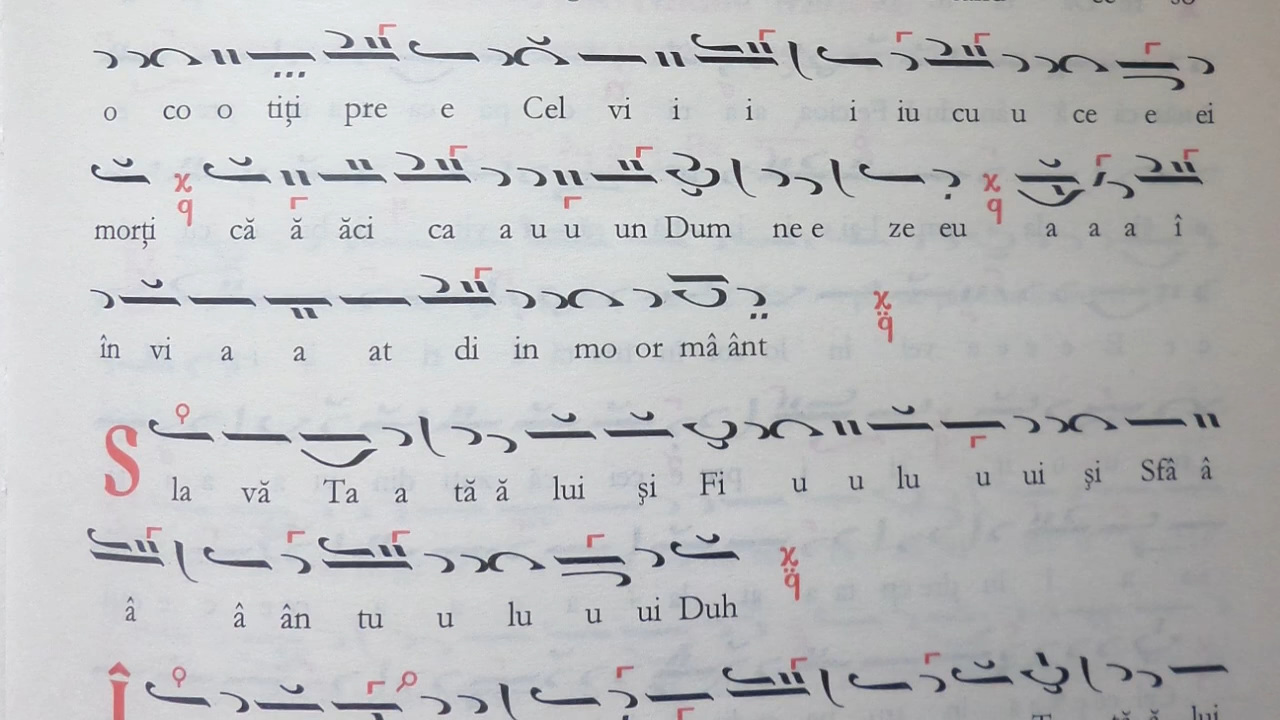 o co o tiți pre e Cel vi i i i iu cu u ce e ei
morți că ă ăci ca a u u un Dum ne e ze eu a a a î
în vi a a at di in mo or mâ ânt
S la vă Ta a tă ă lui şi Fi u u lu u ui şi Sfâ â
â â ân tu u lu u ui Duh
Î